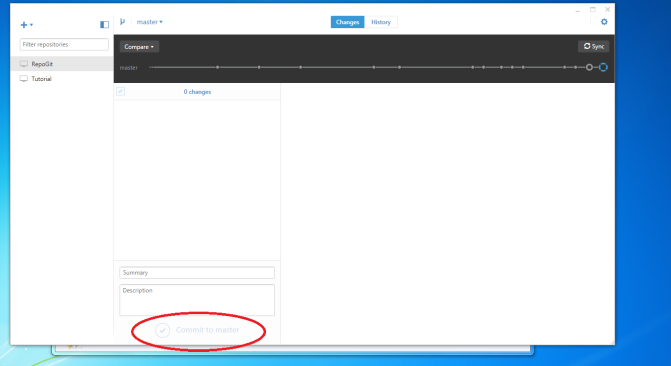 master
Changes History
Filter repositories
Compare
Sync
RepoGit
master
Tutorial
0 changes
Summary
Description
Commit to master